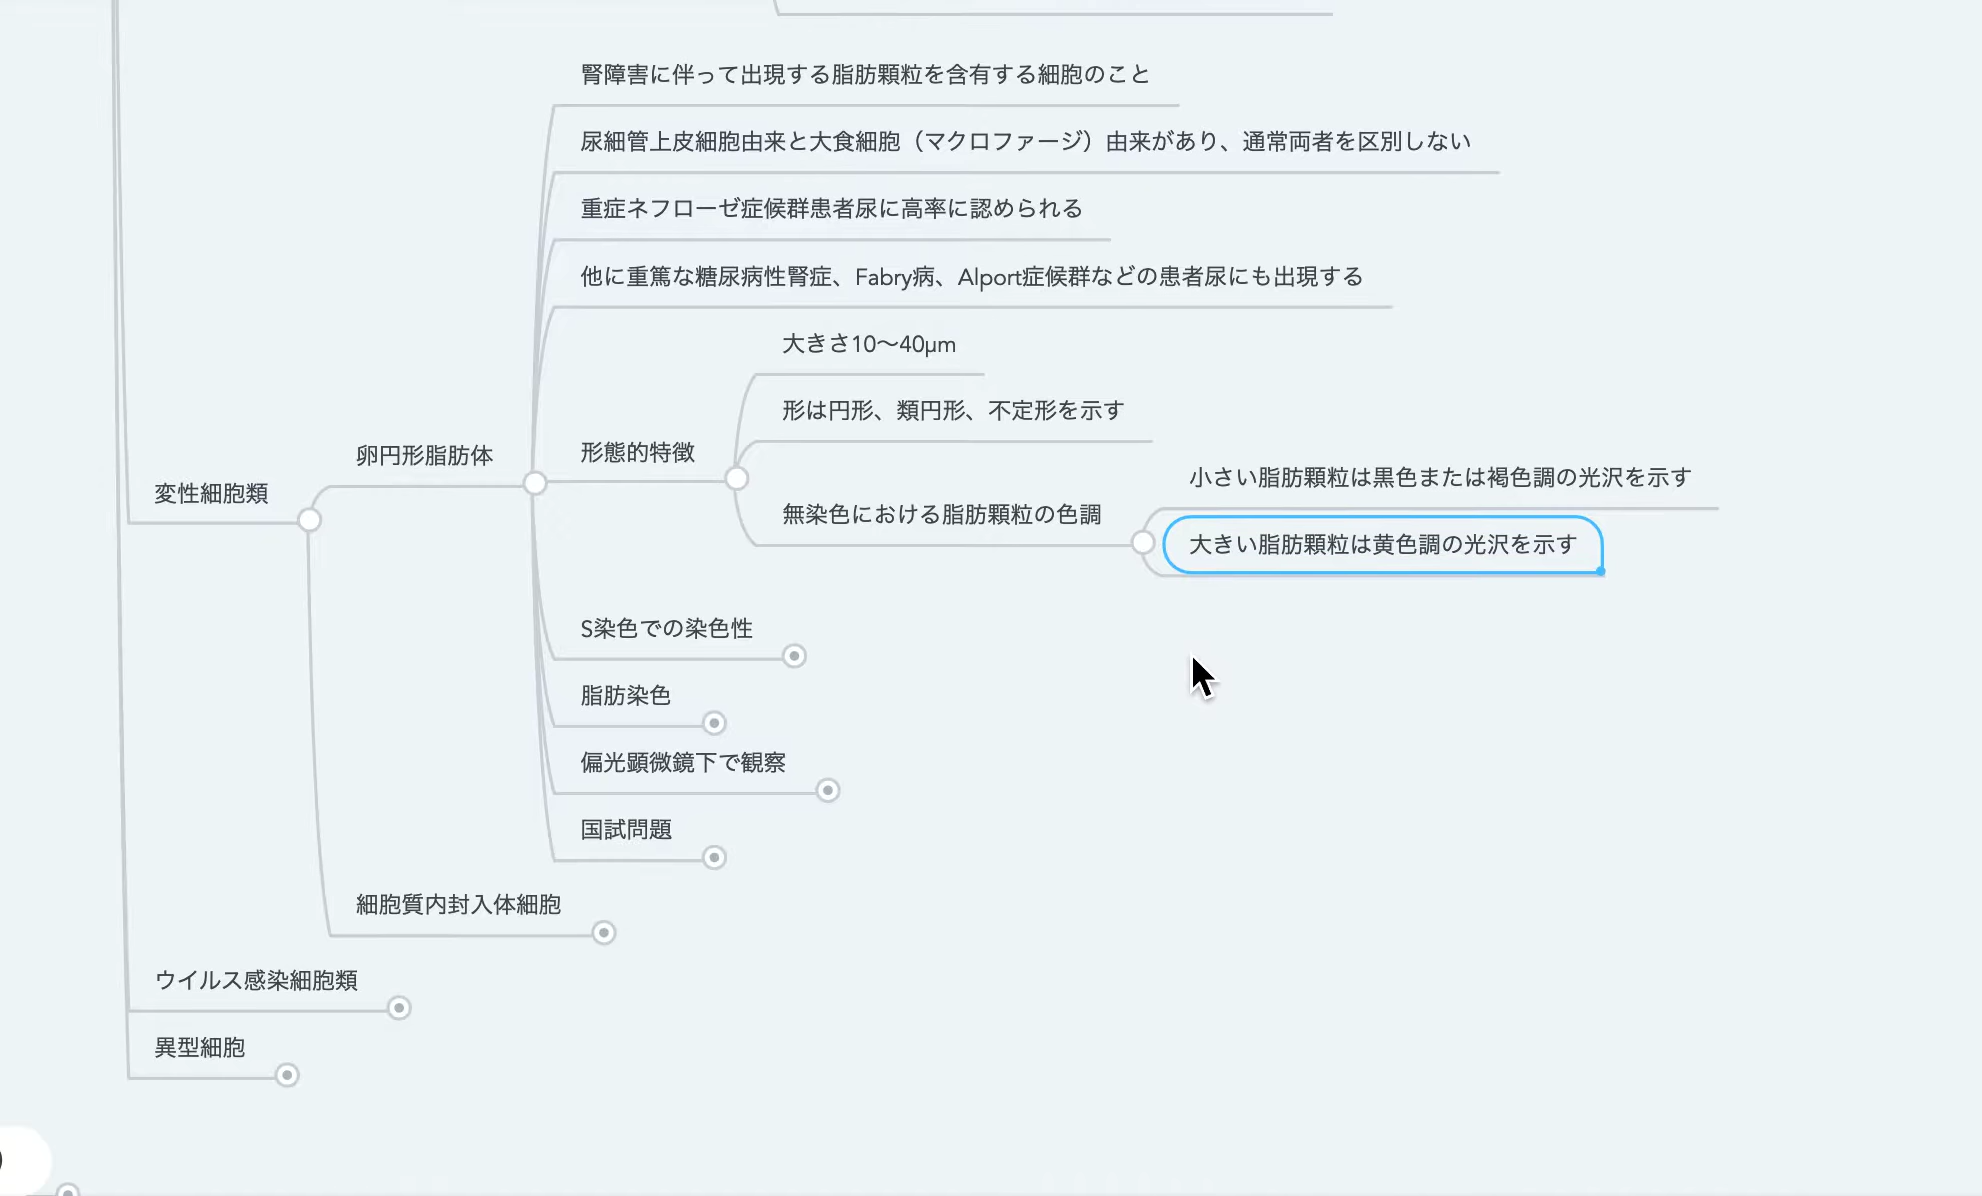 腎障害に伴って出現する脂肪顆粒を含有する細胞のこと
尿細管上皮細胞由来と大食細胞（マクロファージ）由来があり、通常両者を区別しない
重症ネフローゼ症候群患者尿に高率に認められる
他に重篤な糖尿病性腎症、Fabry病、Alport症候群などの患者尿にも出現する
大きさ10〜40μm
形は円形、類円形、不定形を示す
形態的特徴
卵円形脂肪体
小さい脂肪顆粒は黒色または褐色調の光沢を示す
変性細胞類
無染色における脂肪顆粒の色調
大きい脂肪顆粒は黄色調の光沢を示す
S染色での染色性
脂肪染色
偏光顕微鏡下で観察
国試問題
細胞質内封入体細胞
ウイルス感染細胞類
異型細胞